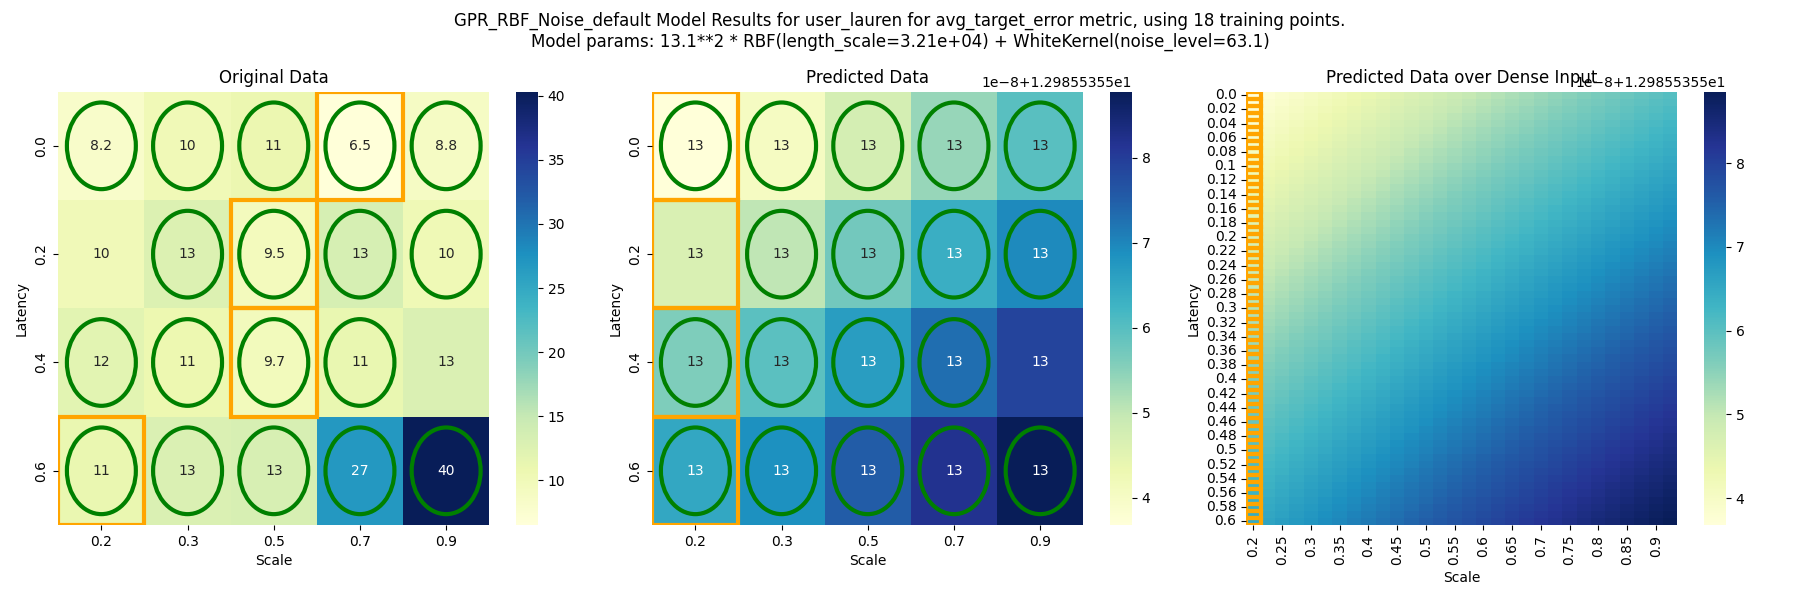 GPR_RBF_Noise_default Model Results for user_lauren for avg_target_error metric, using 18 training points.
Model params: 13.1**2 * RBF(length_scale=3.21e+04) + WhiteKernel(noise_level=63.1)
Original Data
Latency
0.0
0.2
0.4
0.6
8.2 10 11 6.5 8.8
10 13 9.5 13 10
12 11 9.7 11 13
11 13 13 27 40
0.2 0.3 0.5 0.7 0.9
Scale
40
35
30
25
20
15
10
Predicted Data
1e−8+1.29855355e1
Latency
0.0
0.2
0.4
0.6
13 13 13 13 13
13 13 13 13 13
13 13 13 13 13
13 13 13 13 13
0.2 0.3 0.5 0.7 0.9
Scale
8
7
6
5
4
Predicted Data over Dense Input
1e−8+1.29855355e1
Latency
0.0
0.02
0.04
0.06
0.08
0.1
0.12
0.14
0.16
0.18
0.2
0.22
0.24
0.26
0.28
0.3
0.32
0.34
0.36
0.38
0.4
0.42
0.44
0.46
0.48
0.5
0.52
0.54
0.56
0.58
0.6
0.2 0.25 0.3 0.35 0.4 0.45 0.5 0.55 0.6 0.65 0.7 0.75 0.8 0.85 0.9
Scale
8
7
6
5
4